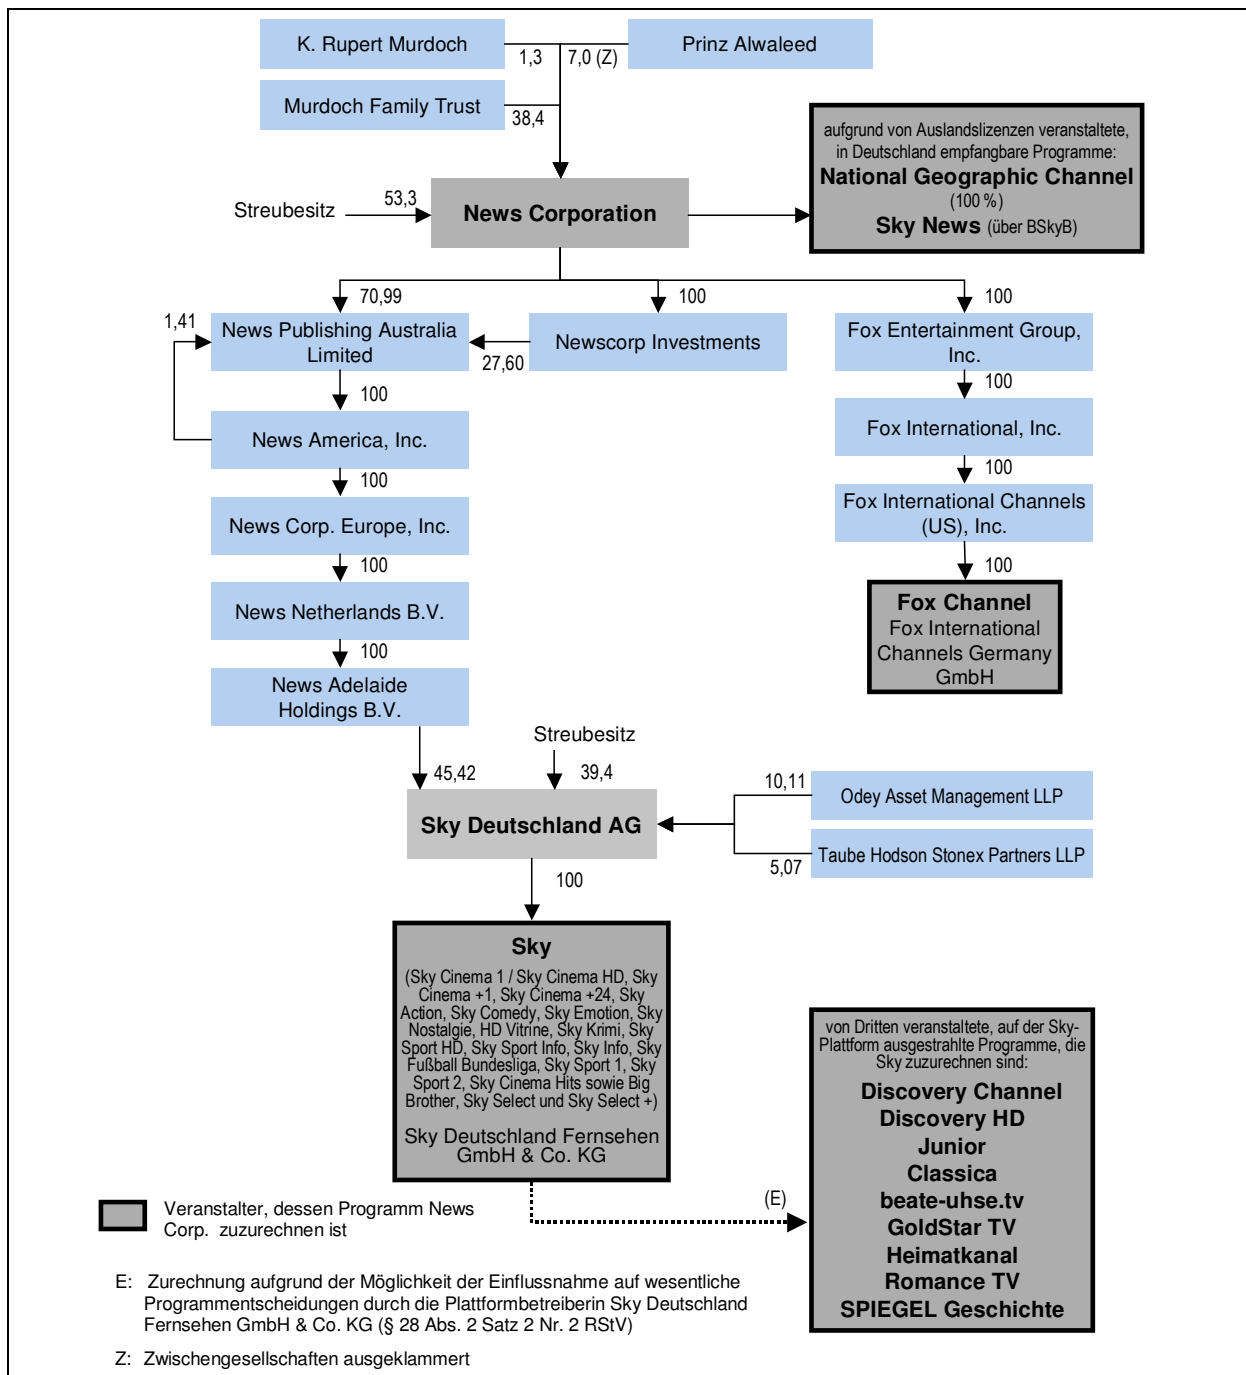 K. Rupert Murdoch
1,3
7,0 (Z)
Prinz Alwaleed
Murdoch Family Trust
38,4
aufgrund von Auslandslizenzen veranstaltete,
in Deutschland empfangbare Programme:
National Geographic Channel
(100 %)
Sky News (über BSkyB)
Streubesitz
53,3
News Corporation
70,99
100
100
1,41
News Publishing Australia
Limited
27,60
Newscorp Investments
Fox Entertainment Group,
Inc.
100
100
News America, Inc.
Fox International, Inc.
100
100
News Corp. Europe, Inc.
Fox International Channels
(US), Inc.
100
100
News Netherlands B.V.
Fox Channel
Fox International
Channels Germany
GmbH
100
News Adelaide
Holdings B.V.
Streubesitz
45,42
39,4
10,11
Odey Asset Management LLP
Sky Deutschland AG
Taube Hodson Stonex Partners LLP
5,07
100
Sky
(Sky Cinema 1 / Sky Cinema HD, Sky
Cinema +1, Sky Cinema +24, Sky
Action, Sky Comedy, Sky Emotion, Sky
Nostalgie, HD Vitrine, Sky Krimi, Sky
Sport HD, Sky Sport Info, Sky Info, Sky
Fußball Bundesliga, Sky Sport 1, Sky
Sport 2, Sky Cinema Hits sowie Big
Brother, Sky Select und Sky Select +)
Sky Deutschland Fernsehen
GmbH & Co. KG
(E)
von Dritten veranstaltete, auf der Sky-
Plattform ausgestrahlte Programme, die
Sky zuzurechnen sind:
Discovery Channel
Discovery HD
Junior
Classica
beate-uhse.tv
GoldStar TV
Heimatkanal
Romance TV
SPIEGEL Geschichte
Veranstalter, dessen Programm News
Corp. zuzurechnen ist
E: Zurechnung aufgrund der Möglichkeit der Einflussnahme auf wesentliche
Programmentscheidungen durch die Plattformbetreiberin Sky Deutschland
Fernsehen GmbH & Co. KG (§ 28 Abs. 2 Satz 2 Nr. 2 RStV)
Z: Zwischengesellschaften ausgeklammert